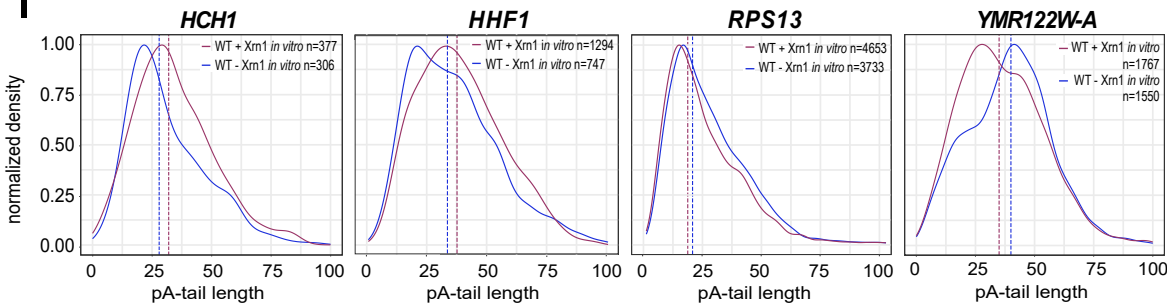 HCH1
HHF1
RPS13
YMR122W-A
normalized density
1.00
0.75
0.50
0.25
0.00
WT + Xrn1 in vitro n=377
WT - Xrn1 in vitro n=306
0 25 50 75 100
pA-tail length
WT + Xrn1 in vitro n=1294
WT - Xrn1 in vitro n=747
0 25 50 75 100
pA-tail length
WT + Xrn1 in vitro n=4653
WT - Xrn1 in vitro n=3733
0 25 50 75 100
pA-tail length
WT + Xrn1 in vitro
n=1767
WT - Xrn1 in vitro
n=1550
0 25 50 75 100
pA-tail length